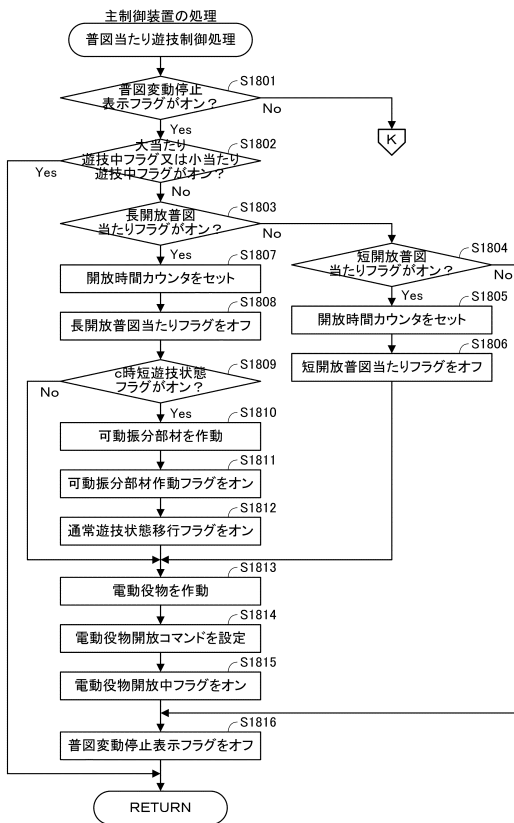 主制御装置の処理
普図当たり遊技制御処理
S1801
普図変動停止
表示フラグがオン？
No
Yes
K
S1802
大当たり
遊技中フラグ又は小当たり
遊技中フラグがオン？
Yes
No
S1803
長開放普図
当たりフラグがオン？
No
Yes
S1804
短開放普図
当たりフラグがオン？
No
Yes
S1807
開放時間カウンタをセット
S1805
開放時間カウンタをセット
S1808
長開放普図当たりフラグをオフ
S1806
短開放普図当たりフラグをオフ
S1809
c時短遊技状態
フラグがオン？
No
Yes
S1810
可動振分部材を作動
S1811
可動振分部材作動フラグをオン
S1812
通常遊技状態移行フラグをオン
S1813
電動役物を作動
S1814
電動役物開放コマンドを設定
S1815
電動役物開放中フラグをオン
S1816
普図変動停止表示フラグをオフ
RETURN